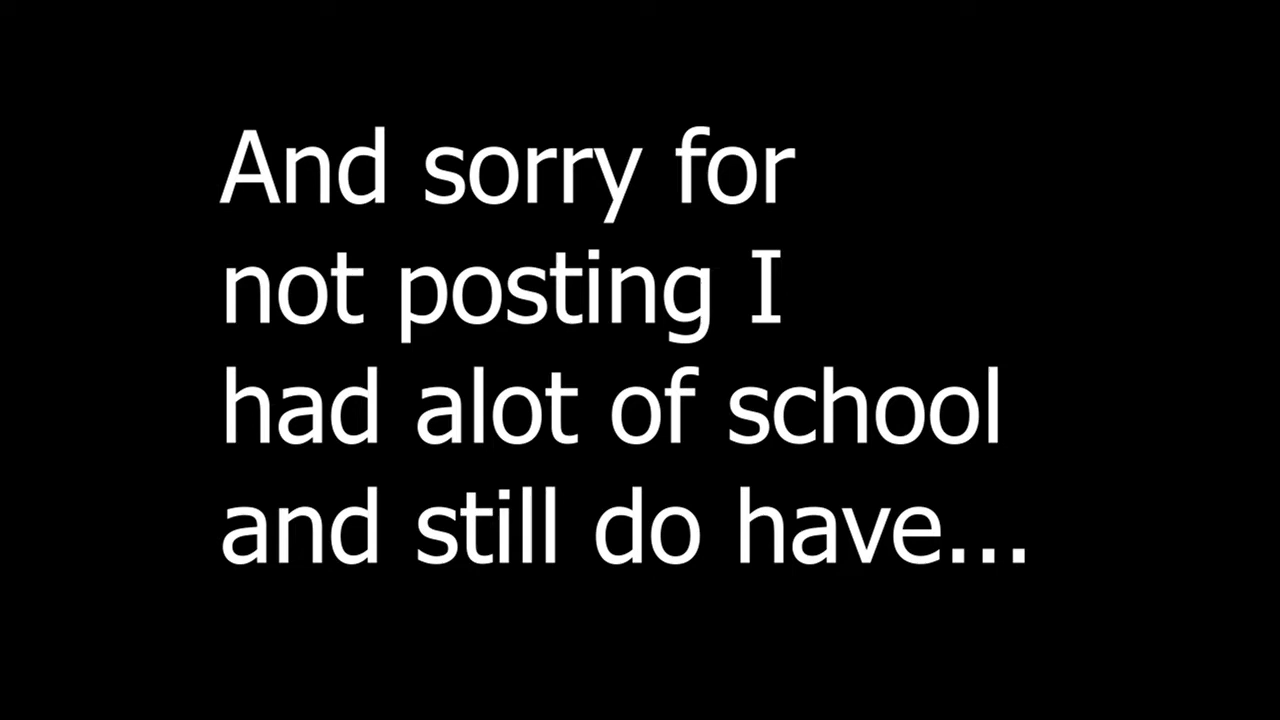 And sorry for
not posting I
had alot of school
and still do have...